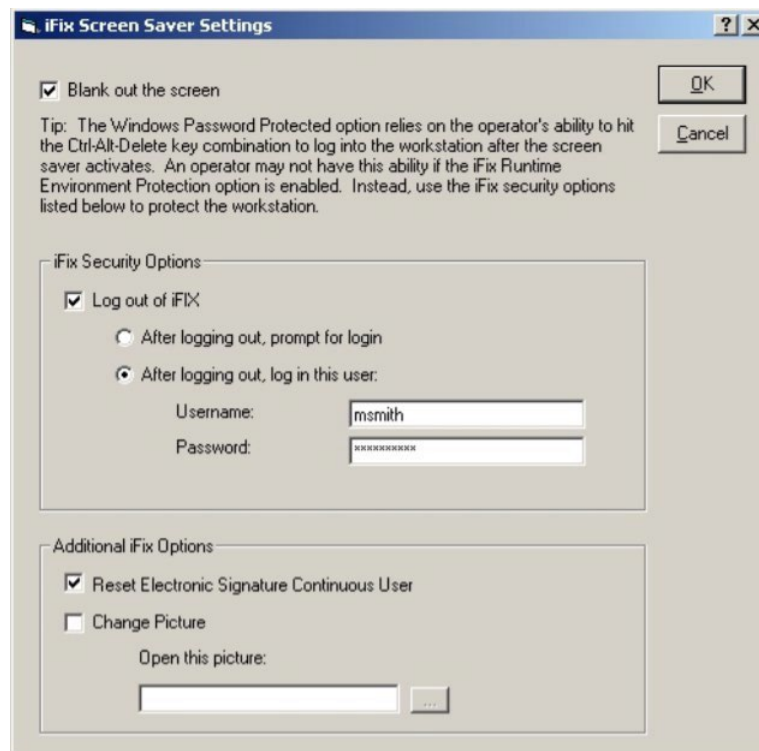 iFix Screen Saver Settings
Blank out the screen
OK
Tip: The Windows Password Protected option relies on the operator's ability to hit
the Ctrl-Alt-Delete key combination to log into the workstation after the screen
saver activates. An operator may not have this ability if the iFix Runtime
Environment Protection option is enabled. Instead, use the iFix security options
listed below to protect the workstation.
Cancel
iFix Security Options
Log out of iFIX
After logging out, prompt for login
After logging out, log in this user:
Username: msmith
Password: **********
Additional iFix Options
Reset Electronic Signature Continuous User
Change Picture
Open this picture:
...